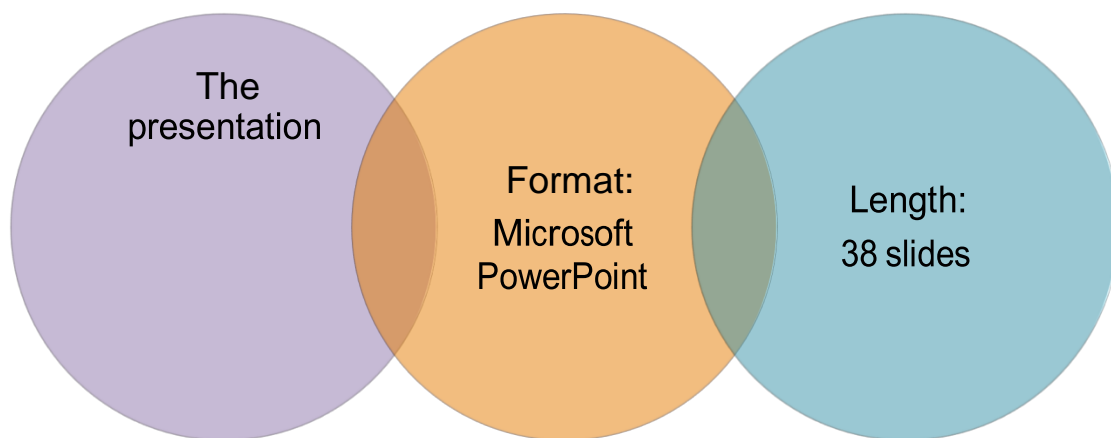 The
presentation
Format:
Microsoft
PowerPoint
Length:
38 slides